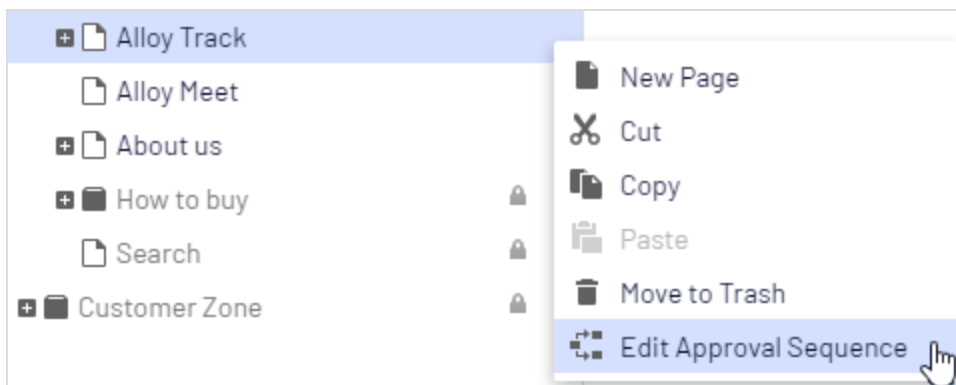 Alloy Track
Alloy Meet
About us
How to buy
Search
Customer Zone
New Page
Cut
Copy
Paste
Move to Trash
Edit Approval Sequence